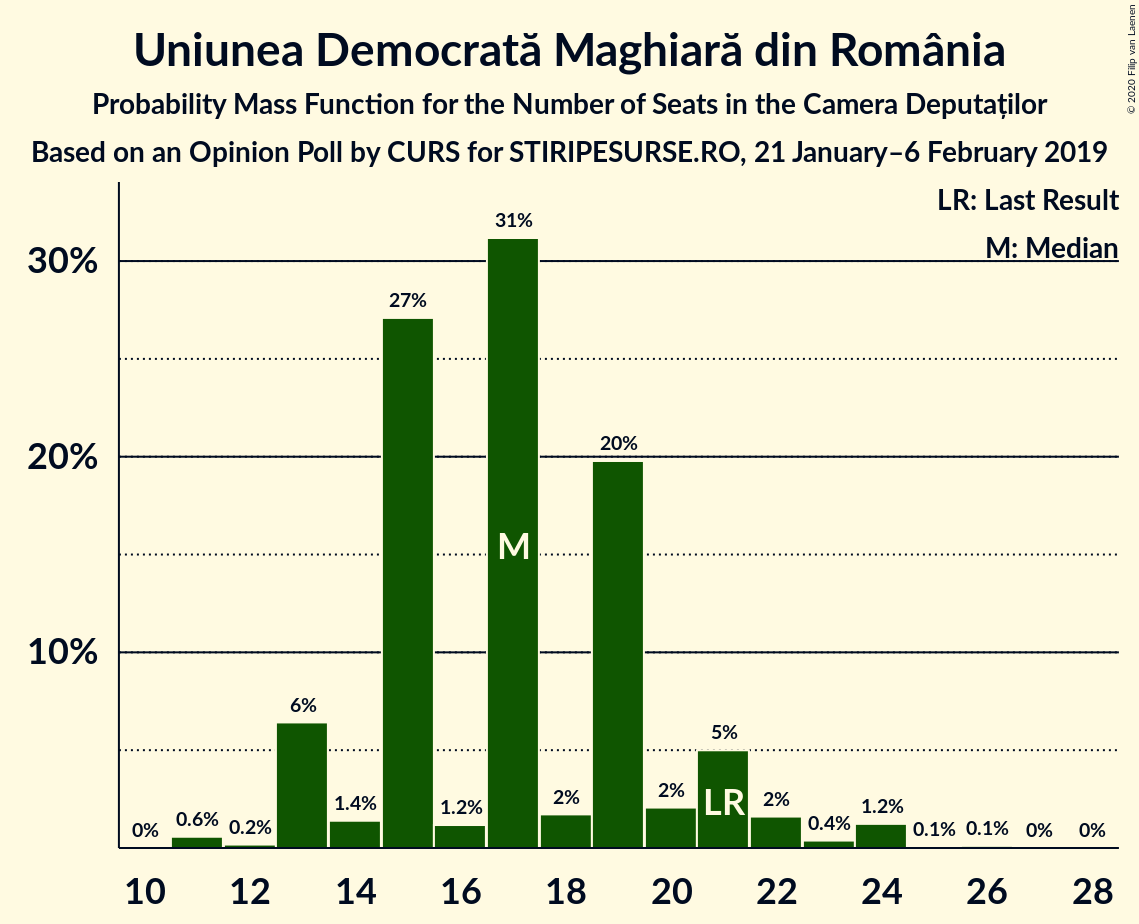 Uniunea Democrată Maghiară din România
Probability Mass Function for the Number of Seats in the Camera Deputaților
Based on an Opinion Poll by CURS for STIRIPESURSE.RO, 21 January–6 February 2019
© 2020 Filip van Laenen
LR: Last Result
M: Median
30%
20%
10%
0%
0.6%
0.2%
6%
1.4%
27%
1.2%
31%
2%
20%
2%
5%
2%
0.4%
1.2%
0.1%
0.1%
0%
0%
M
LR
10 12 14 16 18 20 22 24 26 28